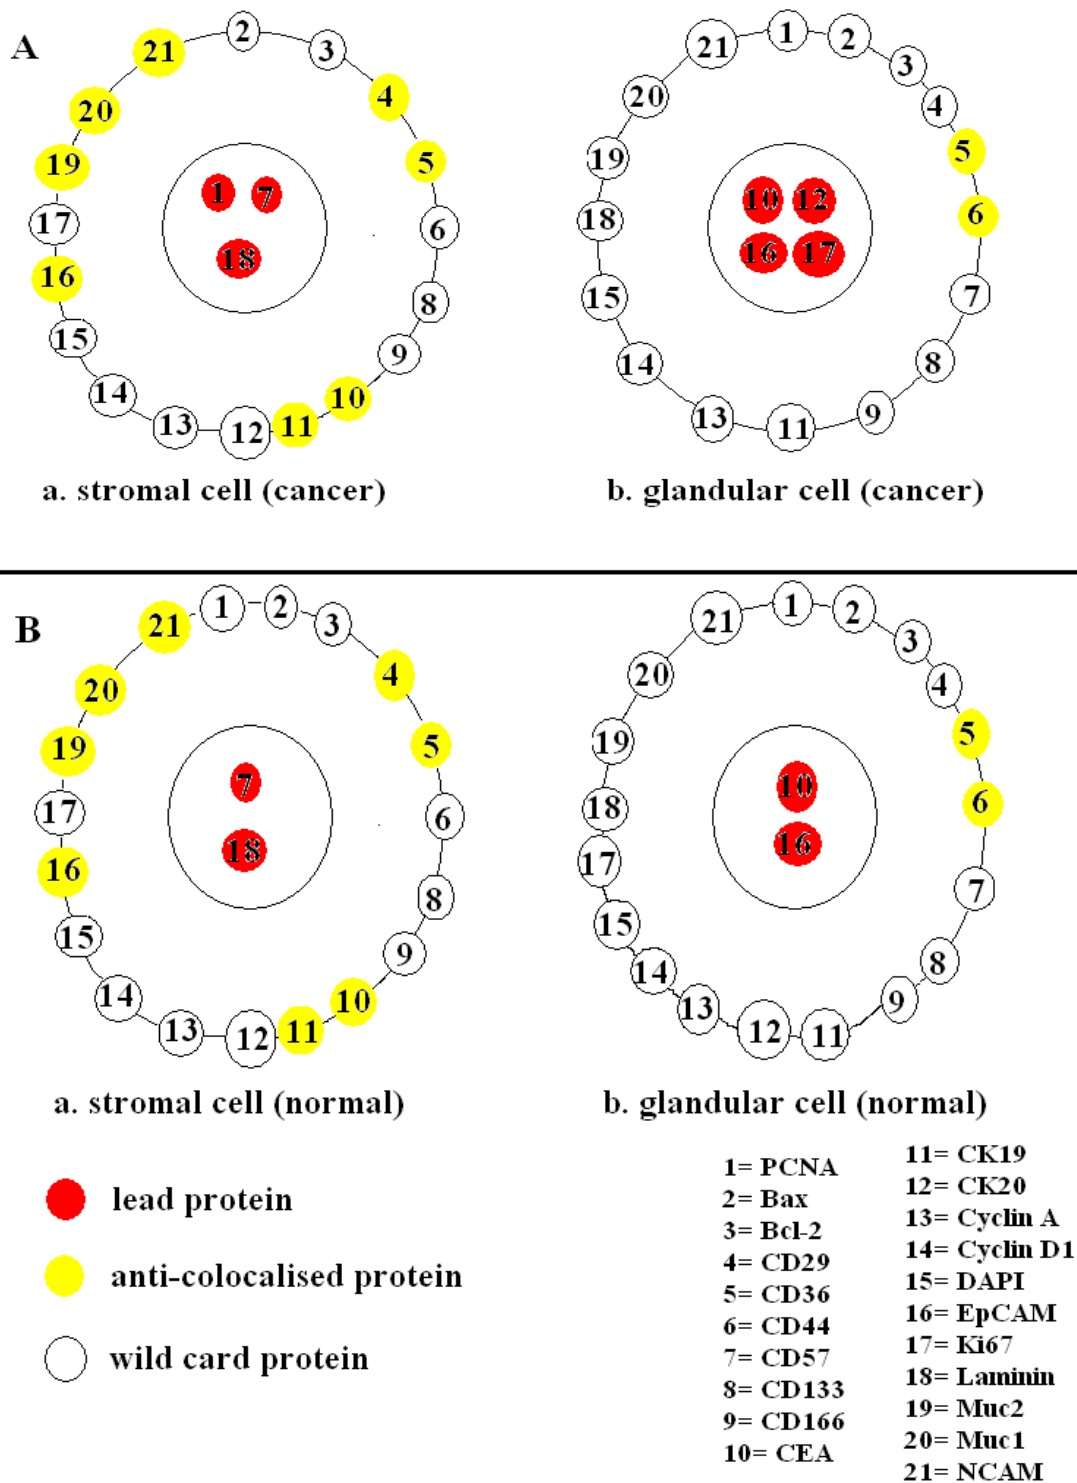 A
21 2 3 4 5 6 8 9 10 11 12 13 14 15 16 17 19 20
1 7
18
a. stromal cell (cancer)
1 2 3 4 5 6 7 8 9 11 13 14 15 18 19 20 21
10 12
16 17
b. glandular cell (cancer)
B
21 1 2 3 4 5 6 8 9 10 11 12 13 14 15 16 17 19 20
7
18
a. stromal cell (normal)
1 2 3 4 5 6 7 8 9 11 12 13 14 15 17 18 19 20 21
10
16
b. glandular cell (normal)
lead protein
anti-colocalised protein
wild card protein
1= PCNA
2= Bax
3= Bcl-2
4= CD29
5= CD36
6= CD44
7= CD57
8= CD133
9= CD166
10= CEA
11= CK19
12= CK20
13= Cyclin A
14= Cyclin D1
15= DAPI
16= EpCAM
17= Ki67
18= Laminin
19= Muc2
20= Muc1
21= NCAM